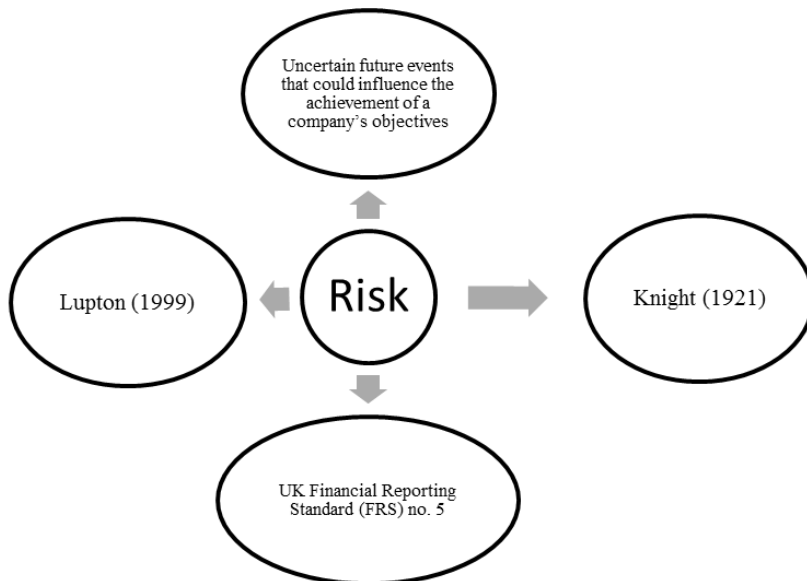 Uncertain future events
that could influence the
achievement of a
company's objectives
Lupton (1999)
Risk
Knight (1921)
UK Financial Reporting
Standard (FRS) no. 5